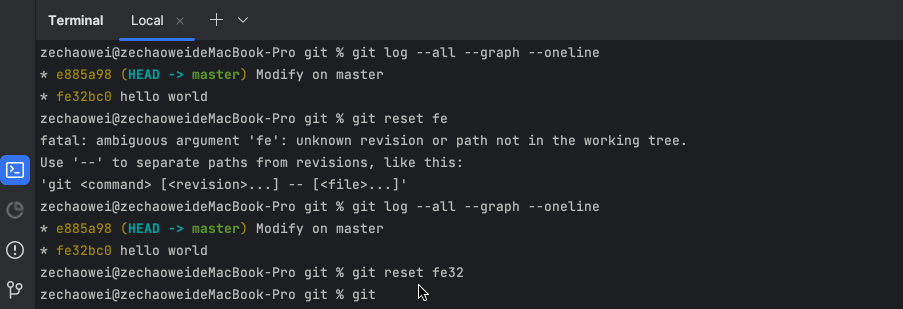 Terminal Local
zechaowei@zechaoweideMacBook-Pro git % git log --all --graph --oneline
* e885a98 (HEAD -> master) Modify on master
* fe32bc0 hello world
zechaowei@zechaoweideMacBook-Pro git % git reset fe
fatal: ambiguous argument 'fe': unknown revision or path not in the working tree.
Use '--' to separate paths from revisions, like this:
'git <command> [<revision>...] -- [<file>...]'
zechaowei@zechaoweideMacBook-Pro git % git log --all --graph --oneline
* e885a98 (HEAD -> master) Modify on master
* fe32bc0 hello world
zechaowei@zechaoweideMacBook-Pro git % git reset fe32
zechaowei@zechaoweideMacBook-Pro git % git